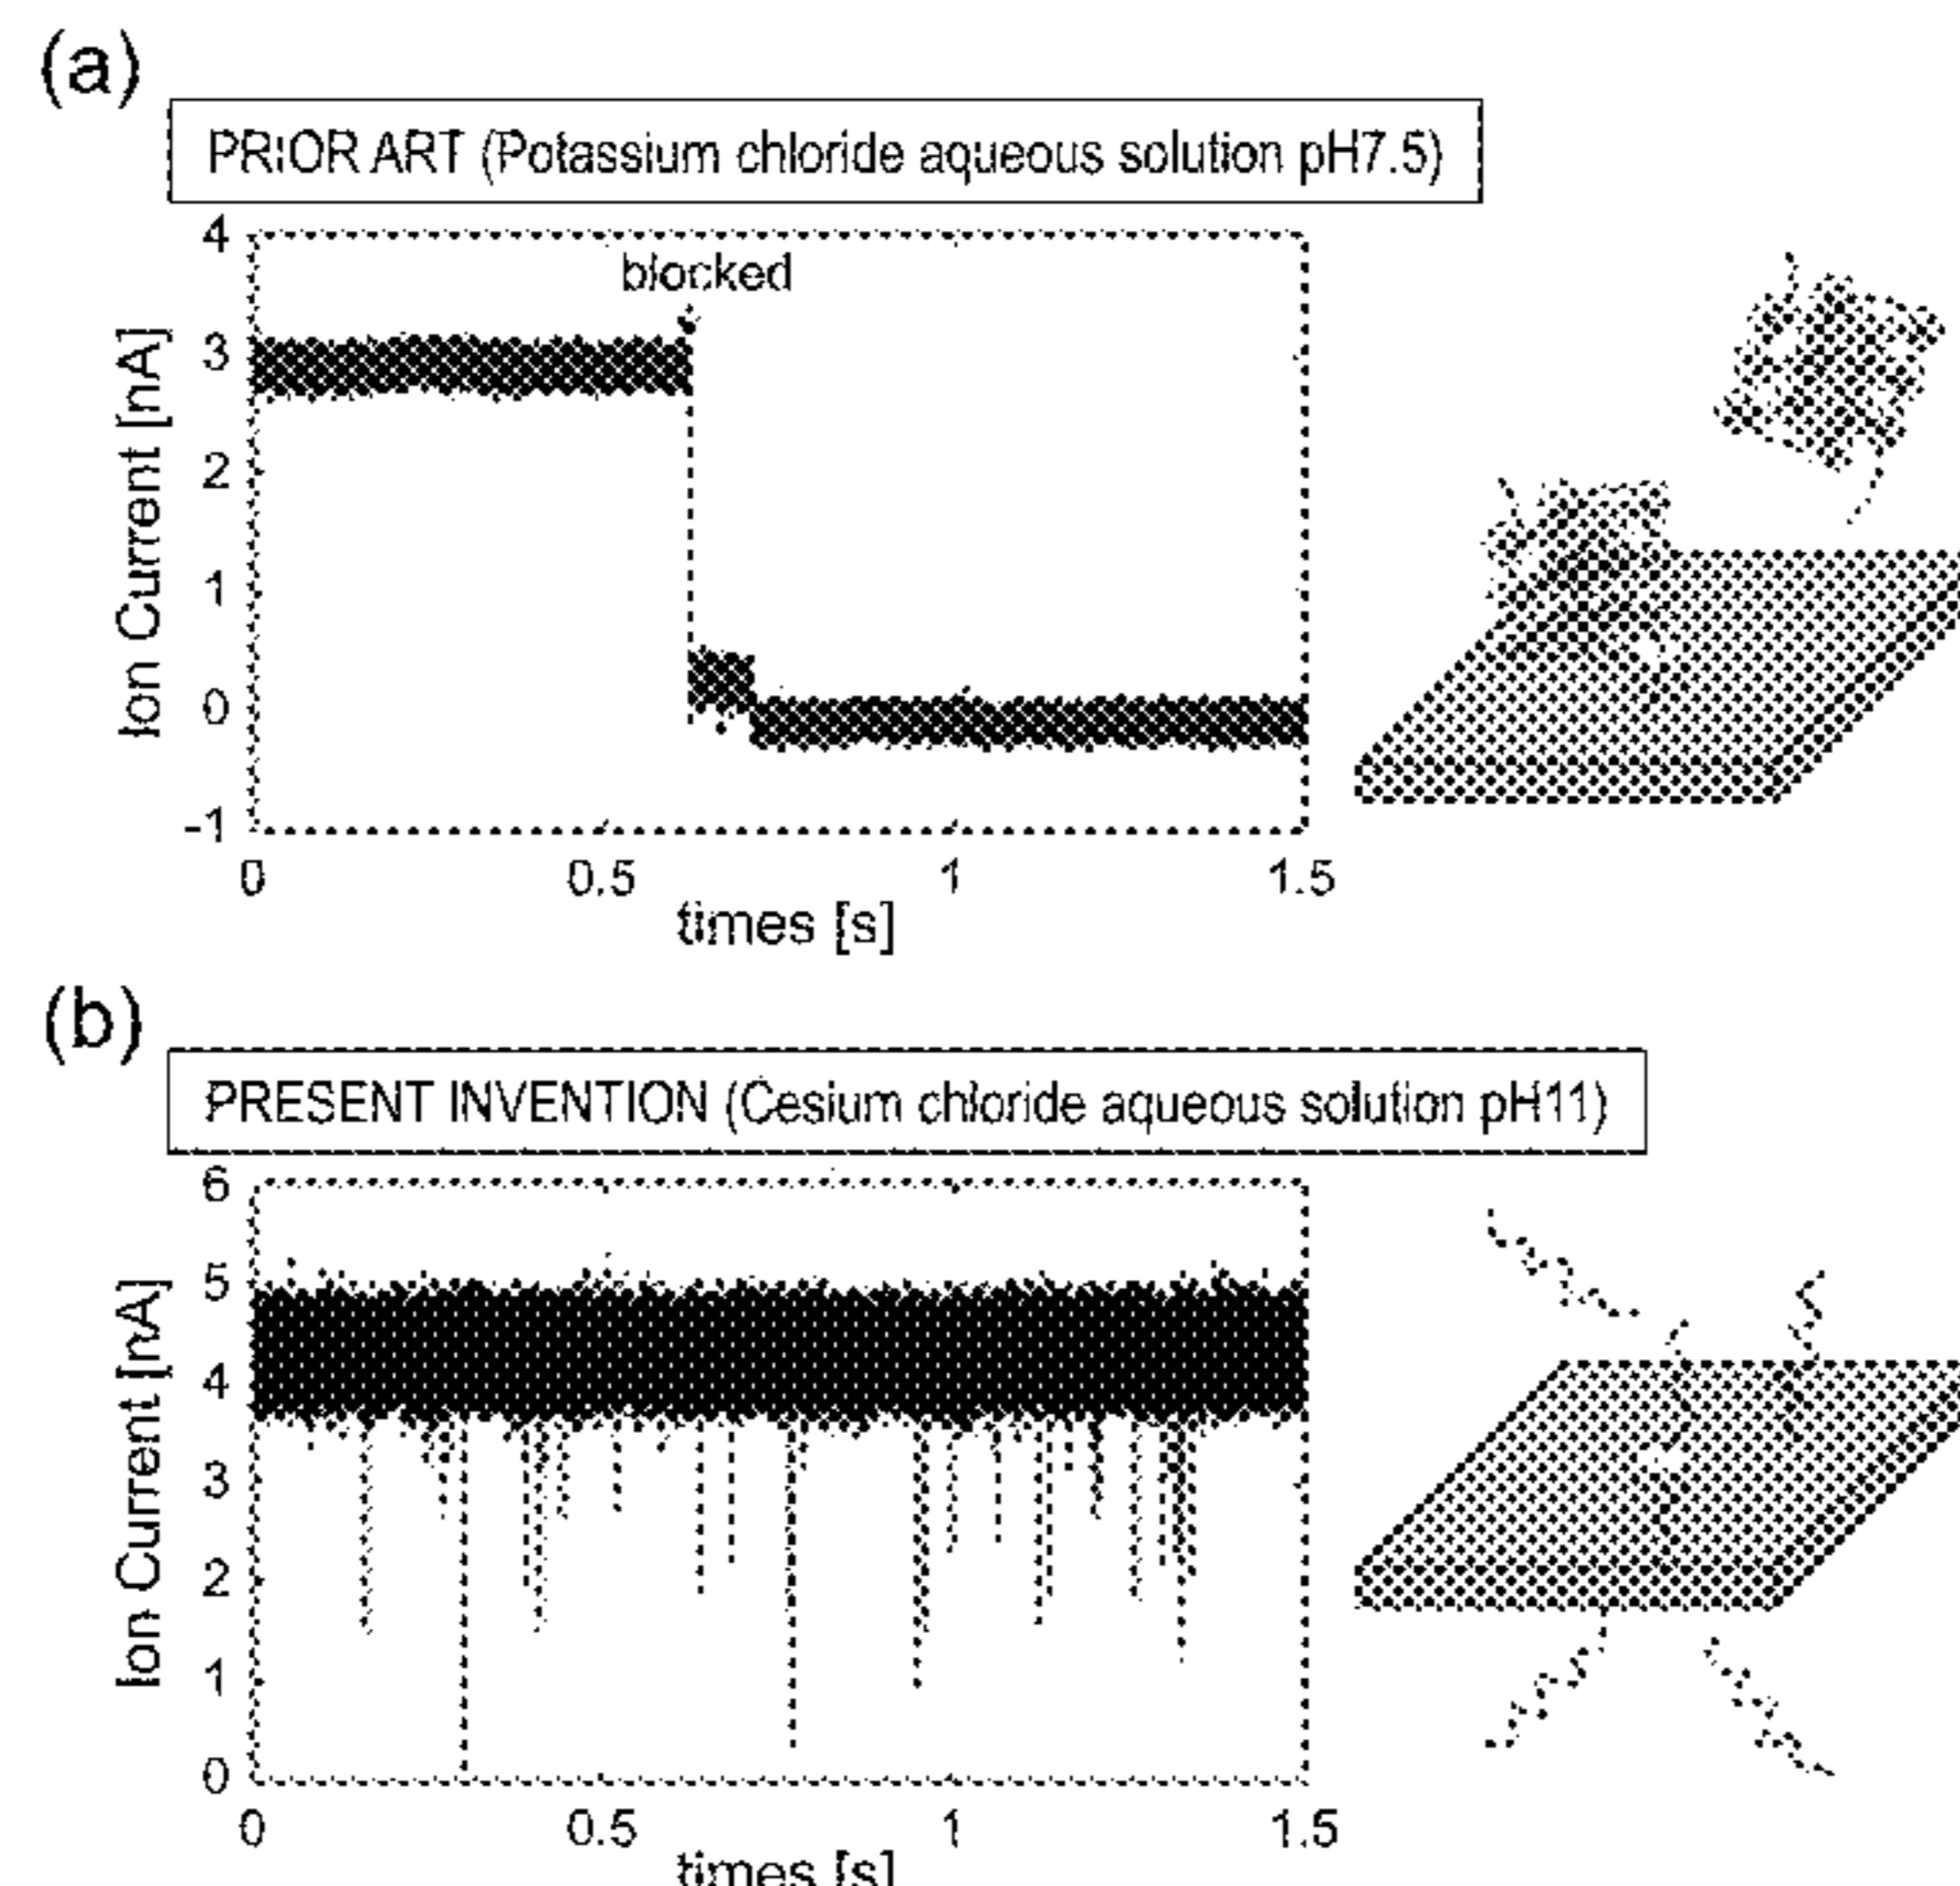 (a)
PRIOR ART (Potassium chloride aqueous solution pH7.5)
4
blocked
3
2
1
0
-1
Ion Current [nA]
0 0.5 1 1.5
times [s]
(b)
PRESENT INVENTION (Cesium chloride aqueous solution pH11)
6
5
4
3
2
1
0
Ion Current [nA]
0 0.5 1 1.5
times [s]